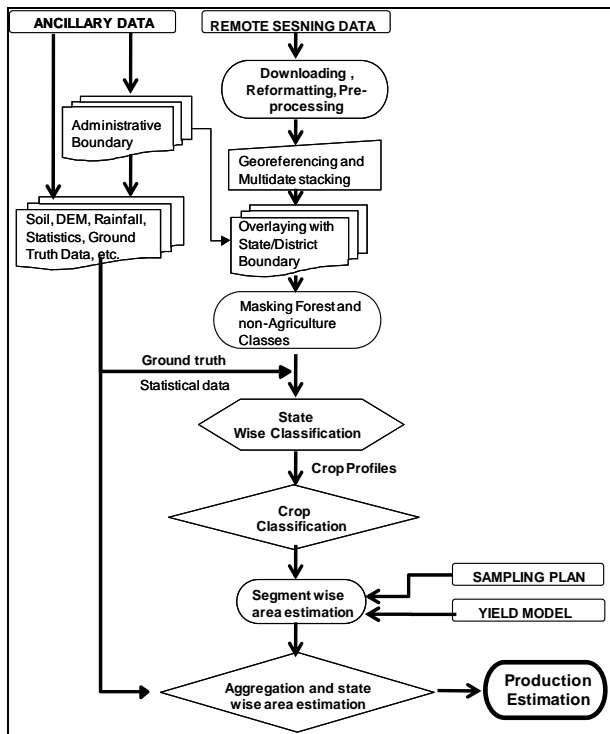 ANCILLARY DATA
REMOTE SESNING DATA
Downloading ,
Reformatting, Pre-
processing
Administrative
Boundary
Georeferencing and
Multidate stacking
Soil, DEM, Rainfall,
Statistics, Ground
Truth Data, etc.
Overlaying with
State/District
Boundary
Masking Forest and
non-Agriculture
Classes
Ground truth
Statistical data
State
Wise Classification
Crop Profiles
Crop
Classification
Segment wise
area estimation
SAMPLING PLAN
YIELD MODEL
Aggregation and state
wise area estimation
Production
Estimation